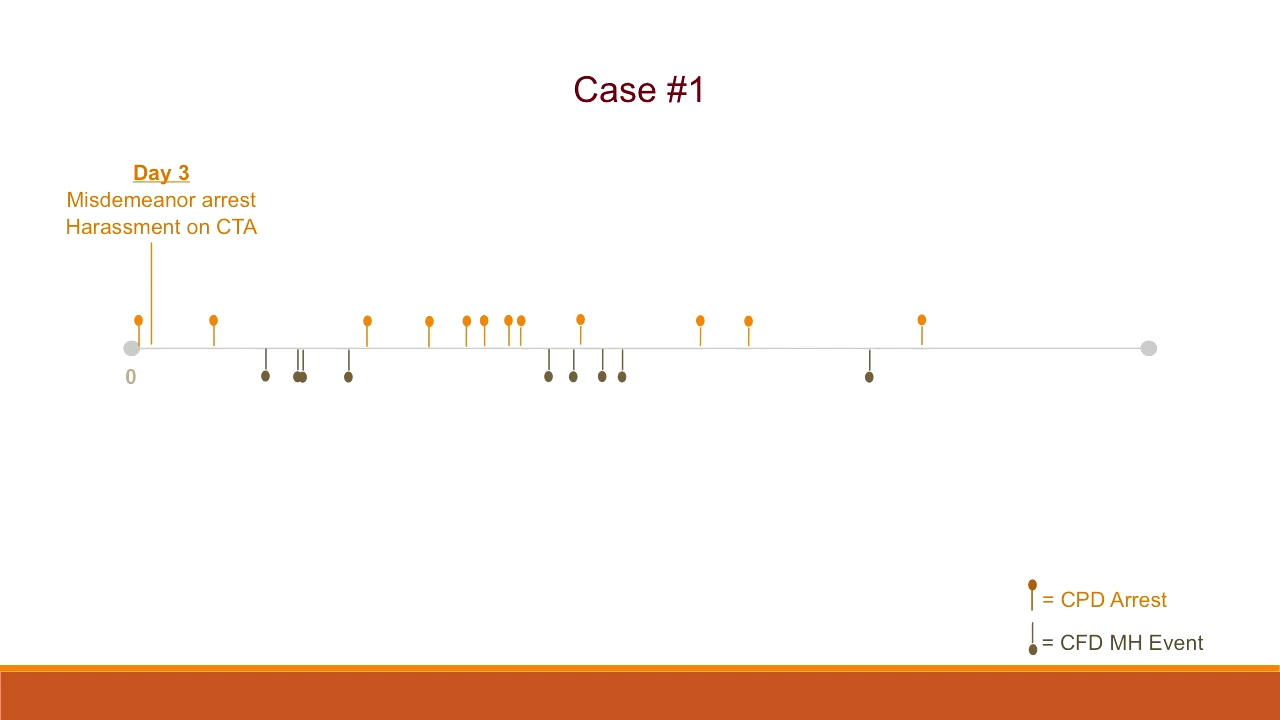 Case #1
Day 3
Misdemeanor arrest
Harassment on CTA
0
= CPD Arrest
= CFD MH Event